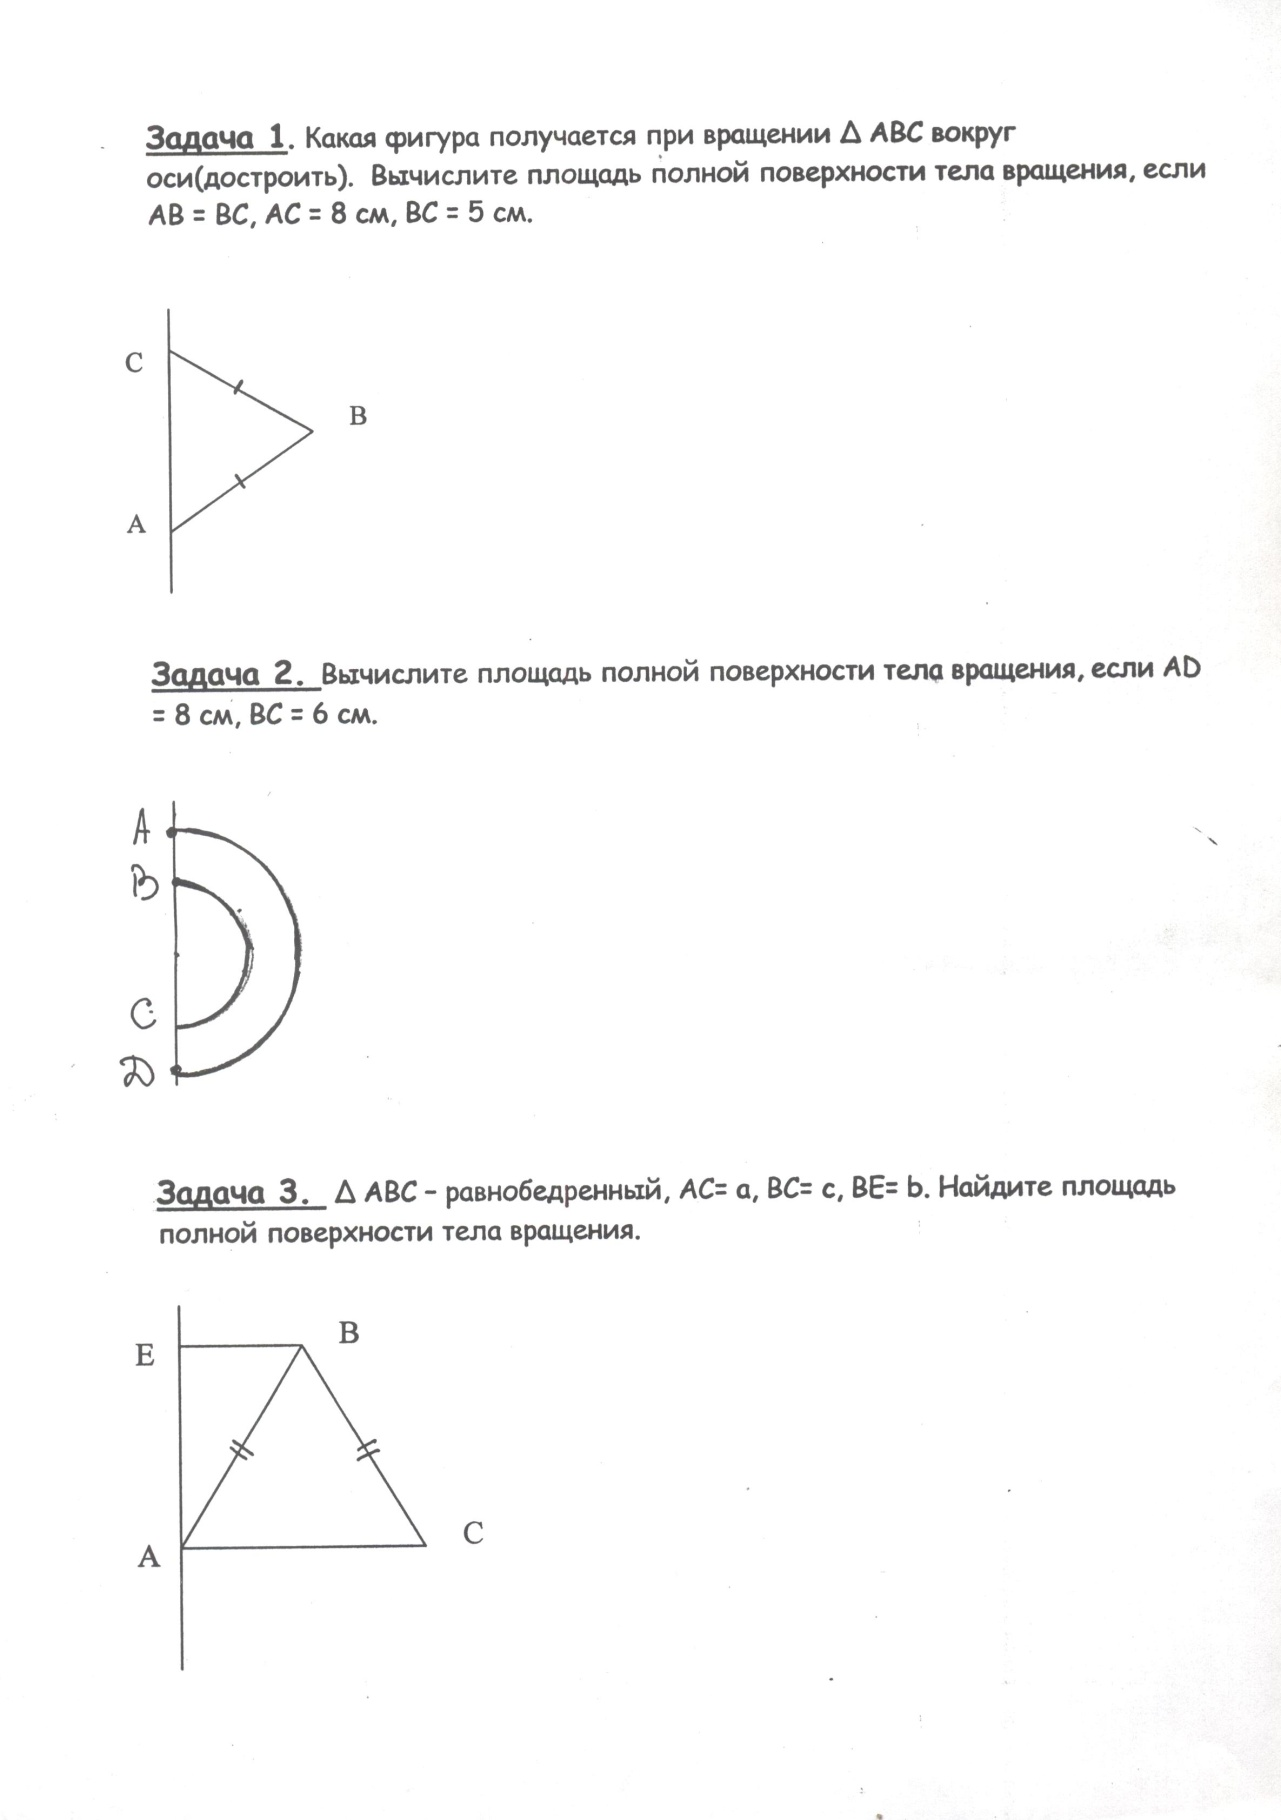 Задача 1. Какая фигура получается при вращении Δ ABC вокруг
оси(достроить). Вычислите площадь полной поверхности тела вращения, если
AB = BC, AC = 8 см, BC = 5 см.
C
B
A
Задача 2. Вычислите площадь полной поверхности тела вращения, если AD
= 8 см, BC = 6 см.
A
B
C
D
Задача 3. Δ ABC – равнобедренный, AC= a, BC= c, BE= b. Найдите площадь
полной поверхности тела вращения.
B
E
C
A